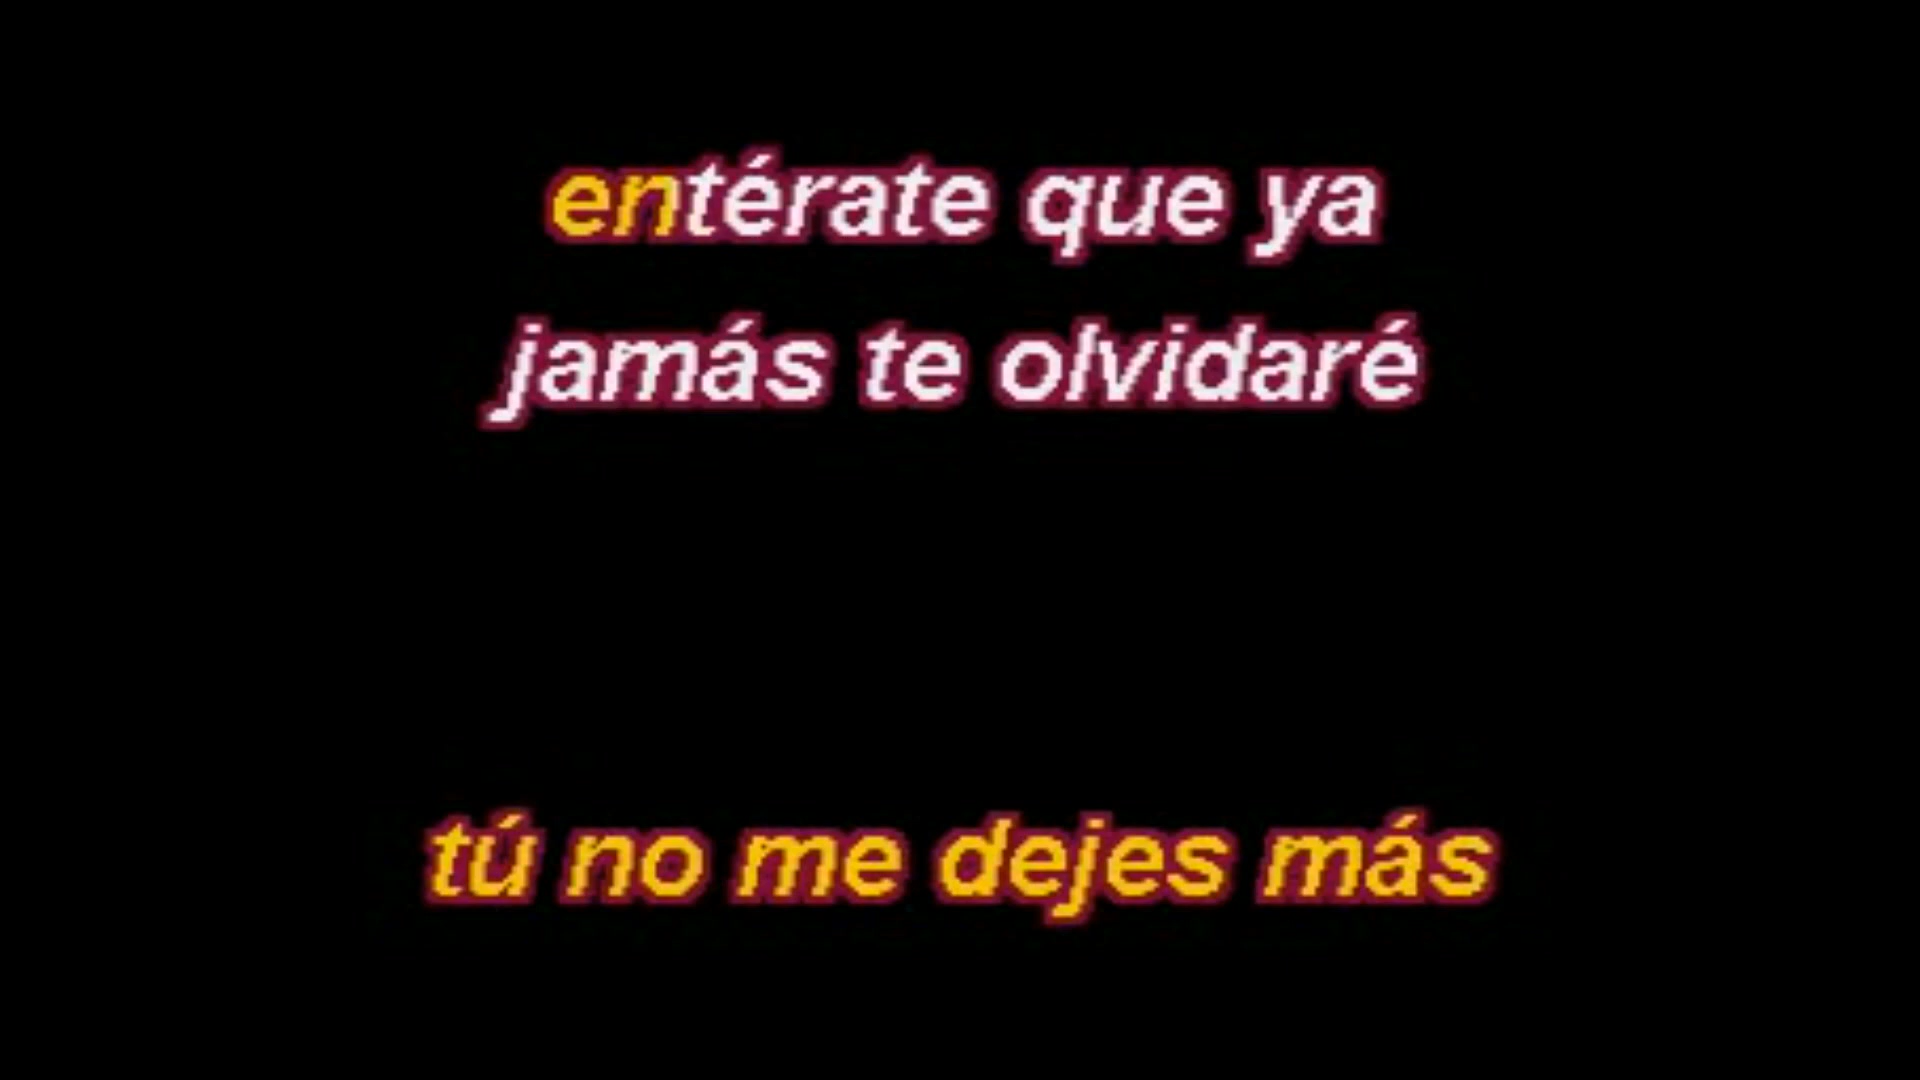 entérate que ya
jamás te olvidaré
tú no me dejes más